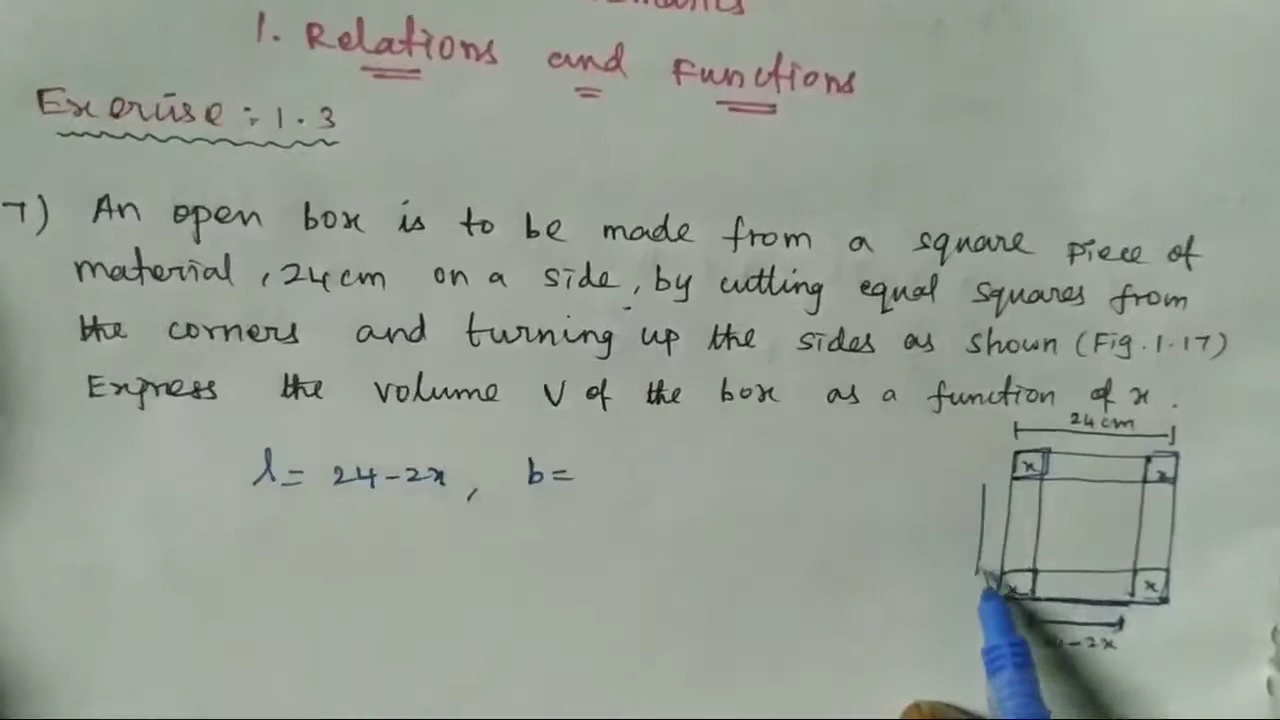 1. Relations and Functions
Exercise : 1.3
7) An open box is to be made from a square piece of
material, 24cm on a side, by cutting equal squares from
the corners and turning up the sides as shown (Fig. 1.17)
Express the volume V of the box as a function of x.
24cm
x x
l = 24-2x, b =
x x
-2x